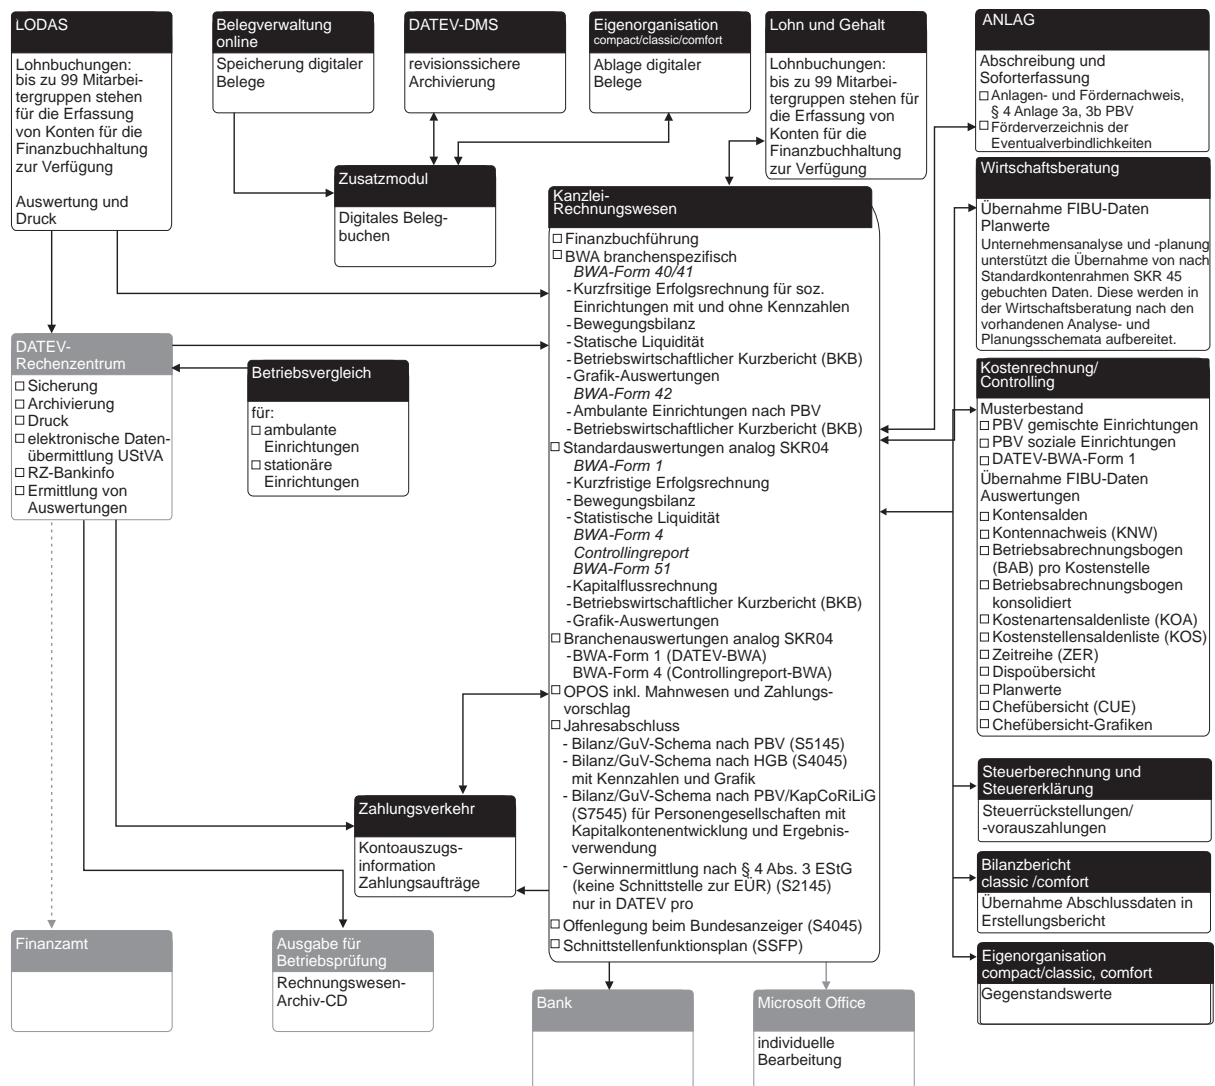 LODAS
Lohnbuchungen:
bis zu 99 Mitarbei-
tergruppen stehen
für die Erfassung
von Konten für die
Finanzbuchhaltung
zur Verfügung
Auswertung und
Druck
Belegverwaltung
online
Speicherung digitaler
Belege
DATEV-DMS
revisionssichere
Archivierung
Eigenorganisation
compact/classic/comfort
Ablage digitaler
Belege
Lohn und Gehalt
Lohnbuchungen:
bis zu 99 Mitarbei-
tergruppen stehen für
die Erfassung von
Konten für die
Finanzbuchhaltung
zur Verfügung
ANLAG
Abschreibung und
Soforterfassung
Anlagen- und Fördernachweis,
§ 4 Anlage 3a, 3b PBV
Förderverzeichnis der
Eventualverbindlichkeiten
Zusatzmodul
Digitales Beleg-
buchen
Wirtschaftsberatung
Übernahme FIBU-Daten
Planwerte
Unternehmensanalyse und -planung
unterstützt die Übernahme von nach
Standardkontenrahmen SKR 45
gebuchten Daten. Diese werden in
der Wirtschaftsberatung nach den
vorhandenen Analyse- und
Planungsschemata aufbereitet.
Kanzlei-
Rechnungswesen
Finanzbuchführung
BWA branchenspezifisch
BWA-Form 40/41
- Kurzfrsitige Erfolgsrechnung für soz.
Einrichtungen mit und ohne Kennzahlen
- Bewegungsbilanz
- Statische Liquidität
- Betriebswirtschaftlicher Kurzbericht (BKB)
- Grafik-Auswertungen
BWA-Form 42
- Ambulante Einrichtungen nach PBV
- Betriebswirtschaftlicher Kurzbericht (BKB)
Standardauswertungen analog SKR04
BWA-Form 1
- Kurzfristige Erfolgsrechnung
- Bewegungsbilanz
- Statistische Liquidität
BWA-Form 4
Controllingreport
BWA-Form 51
- Kapitalflussrechnung
- Betriebswirtschaftlicher Kurzbericht (BKB)
- Grafik-Auswertungen
Branchenauswertungen analog SKR04
- BWA-Form 1 (DATEV-BWA)
BWA-Form 4 (Controllingreport-BWA)
OPOS inkl. Mahnwesen und Zahlungs-
vorschlag
Jahresabschluss
- Bilanz/GuV-Schema nach PBV (S5145)
- Bilanz/GuV-Schema nach HGB (S4045)
mit Kennzahlen und Grafik
- Bilanz/GuV-Schema nach PBV/KapCoRiLiG
(S7545) für Personengesellschaften mit
Kapitalkontenentwicklung und Ergebnis-
verwendung
- Gerwinnermittlung nach § 4 Abs. 3 EStG
(keine Schnittstelle zur EÜR) (S2145)
nur in DATEV pro
Offenlegung beim Bundesanzeiger (S4045)
Schnittstellenfunktionsplan (SSFP)
DATEV-
Rechenzentrum
Sicherung
Archivierung
Druck
elektronische Daten-
übermittlung UStVA
RZ-Bankinfo
Ermittlung von
Auswertungen
Betriebsvergleich
für:
ambulante
Einrichtungen
stationäre
Einrichtungen
Kostenrechnung/
Controlling
Musterbestand
PBV gemischte Einrichtungen
PBV soziale Einrichtungen
DATEV-BWA-Form 1
Übernahme FIBU-Daten
Auswertungen
Kontensalden
Kontennachweis (KNW)
Betriebsabrechnungsbogen
(BAB) pro Kostenstelle
Betriebsabrechnungsbogen
konsolidiert
Kostenartensaldenliste (KOA)
Kostenstellensaldenliste (KOS)
Zeitreihe (ZER)
Dispoübersicht
Planwerte
Chefübersicht (CUE)
Chefübersicht-Grafiken
Zahlungsverkehr
Kontoauszugs-
information
Zahlungsaufträge
Steuerberechnung und
Steuererklärung
Steuerrückstellungen/
-vorauszahlungen
Bilanzbericht
classic /comfort
Übernahme Abschlussdaten in
Erstellungsbericht
Eigenorganisation
compact/classic, comfort
Gegenstandswerte
Finanzamt
Ausgabe für
Betriebsprüfung
Rechnungswesen-
Archiv-CD
Bank
Microsoft Office
individuelle
Bearbeitung